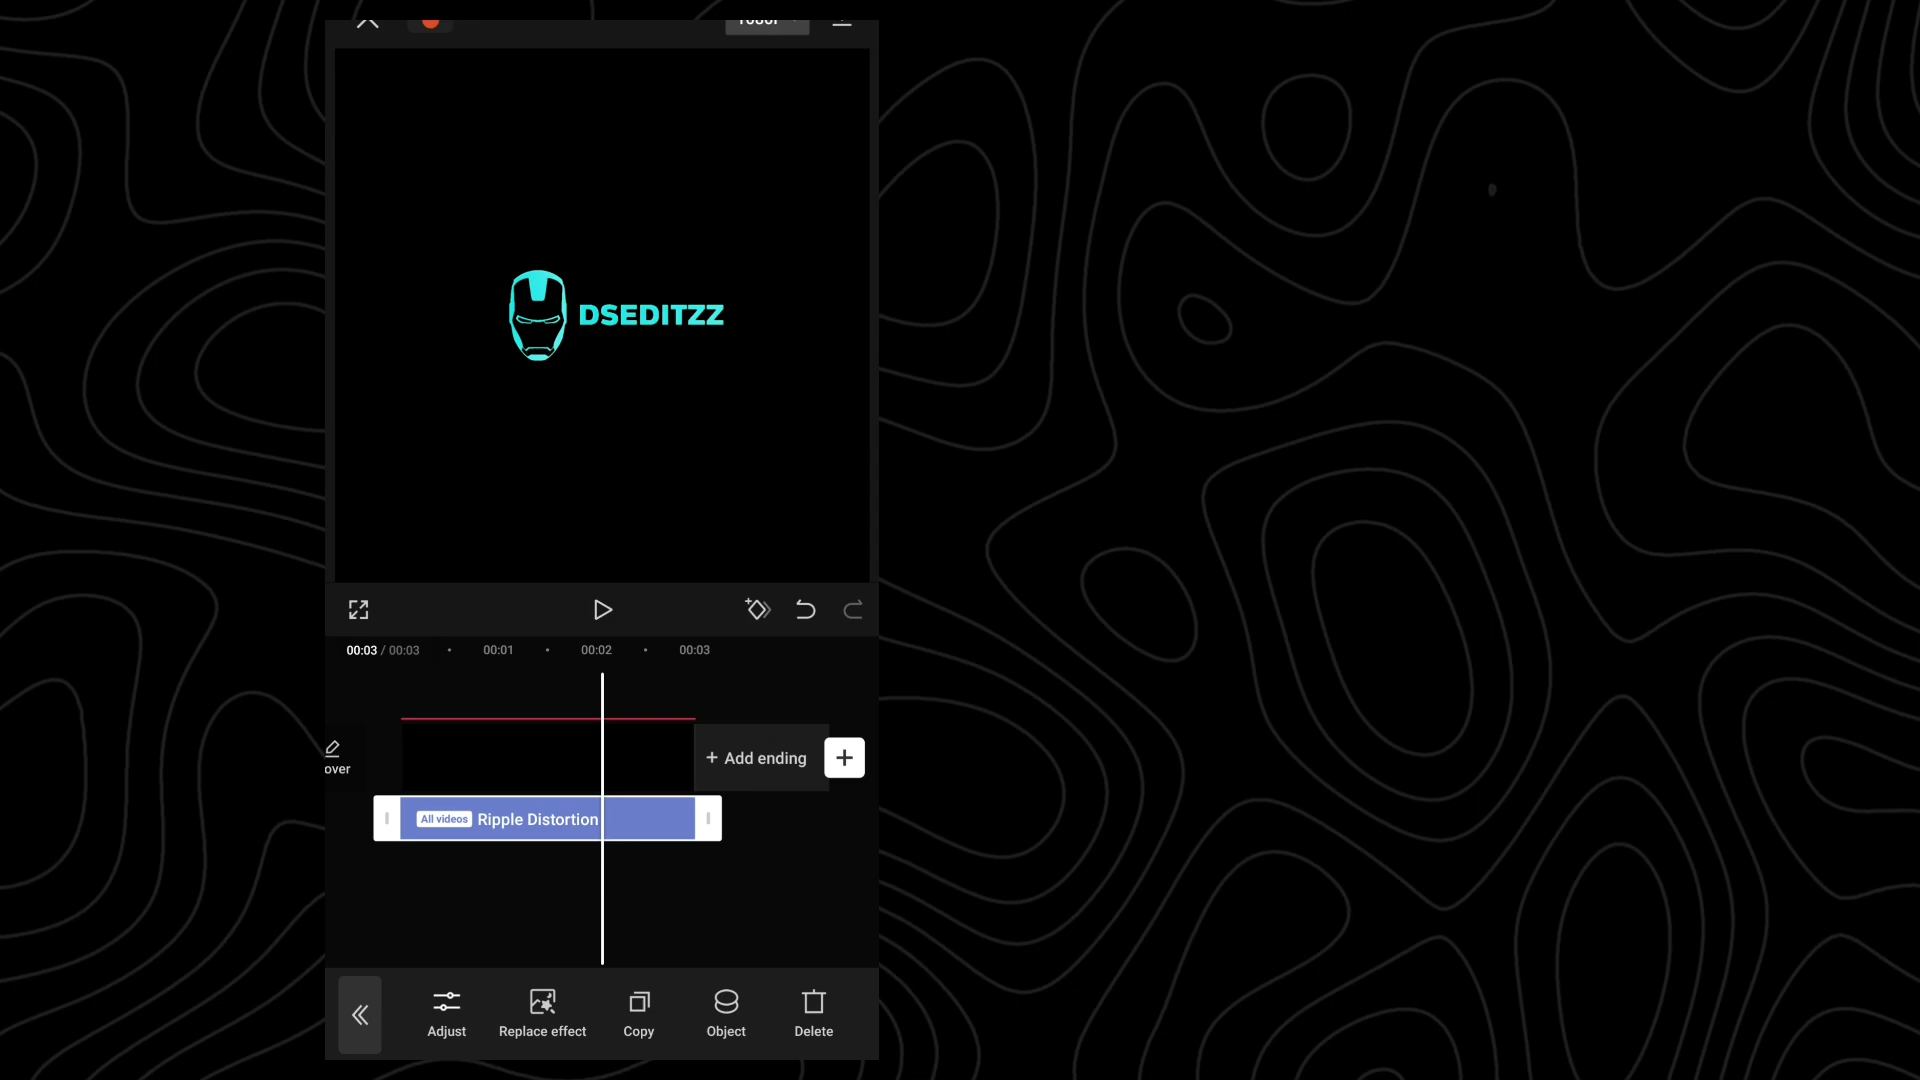 DSEDITZZ
00:03 / 00:03 00:01 00:02 00:03
over
+ Add ending +
All videos Ripple Distortion
Adjust Replace effect Copy Object Delete